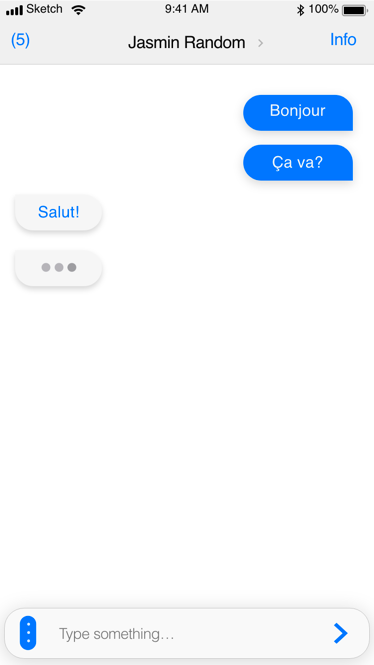 Sketch 9:41 AM 100%
(5) Jasmin Random > Info
Bonjour
Ça va?
Salut!
Type something...